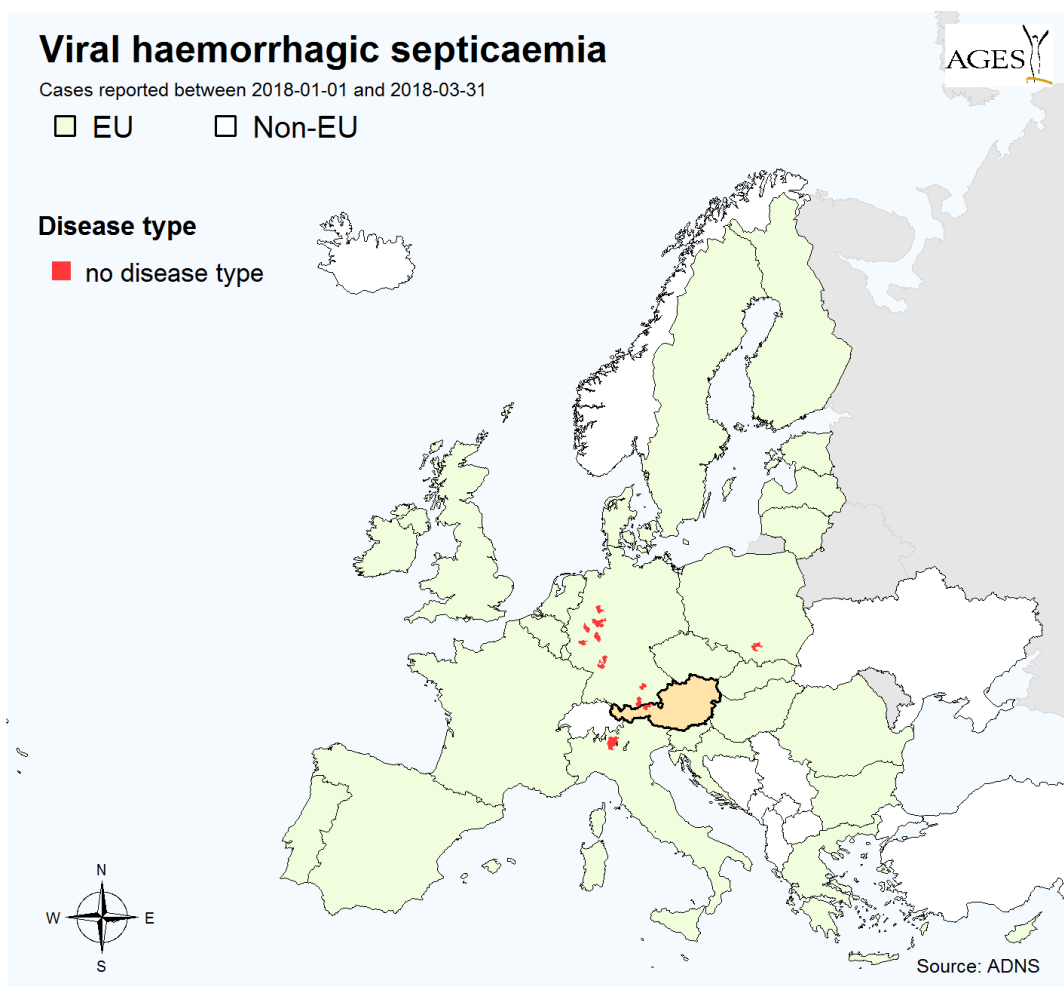 Viral haemorrhagic septicaemia
AGES
Cases reported between 2018-01-01 and 2018-03-31
EU Non-EU
Disease type
no disease type
N
W E
S
Source: ADNS